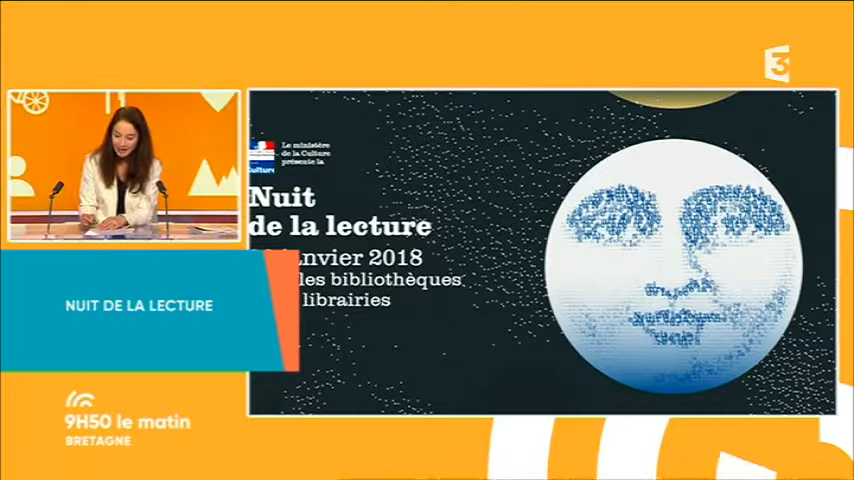 3
Le ministère
de la Culture
présente la
Culture
Nuit
de la lecture
janvier 2018
les bibliothèques
librairies
NUIT DE LA LECTURE
9H50 le matin
BRETAGNE